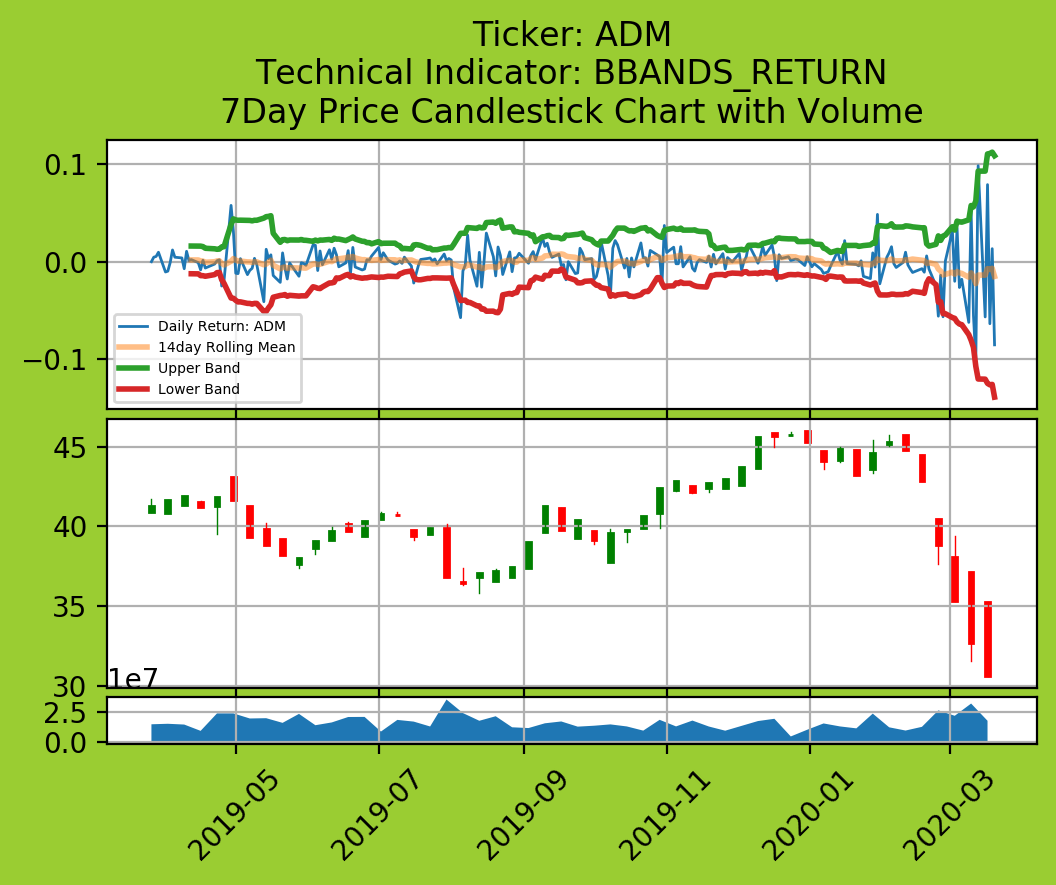 Ticker: ADM
Technical Indicator: BBANDS_RETURN
7Day Price Candlestick Chart with Volume
0.1
0.0
−0.1
Daily Return: ADM
14day Rolling Mean
Upper Band
Lower Band
45
40
35
30
1e7
2.5
0.0
2019-05
2019-07
2019-09
2019-11
2020-01
2020-03